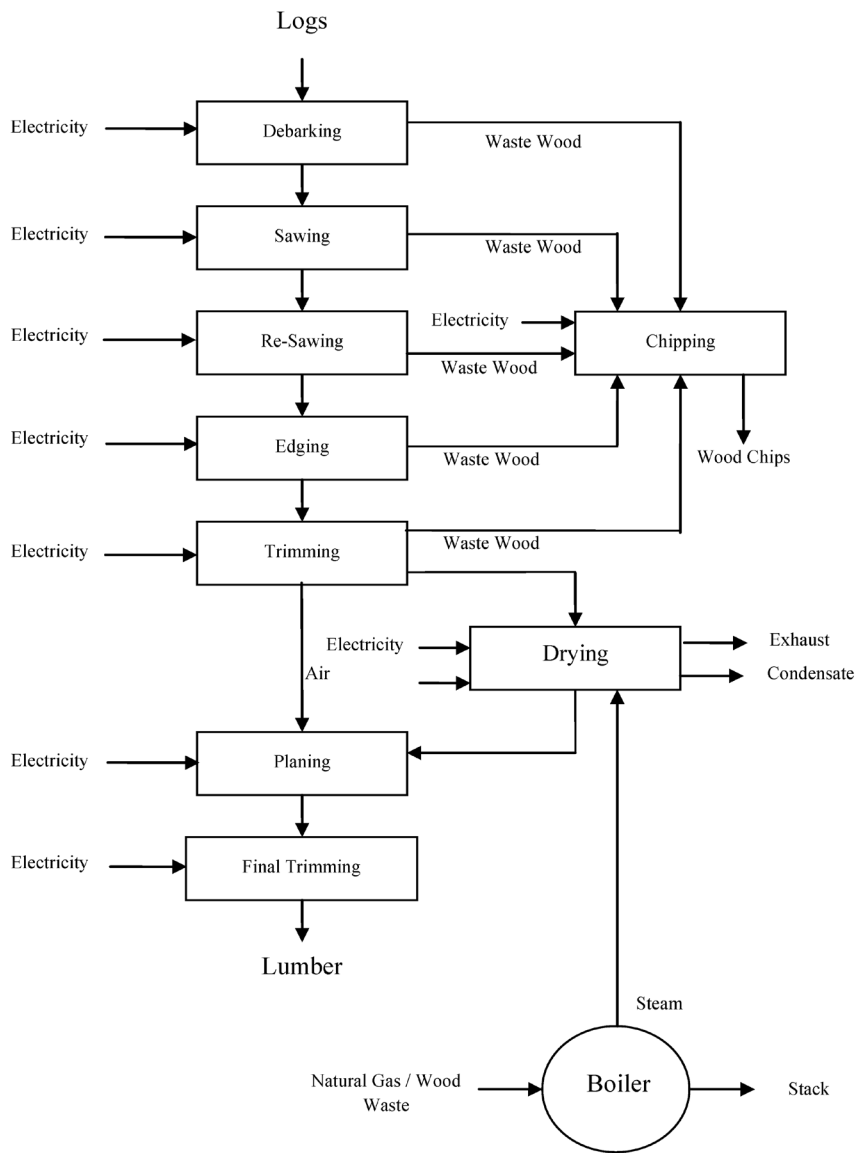 Logs
Electricity
Debarking
Waste Wood
Electricity
Sawing
Waste Wood
Electricity
Re-Sawing
Electricity
Chipping
Waste Wood
Electricity
Edging
Waste Wood
Wood Chips
Electricity
Trimming
Waste Wood
Electricity
Drying
Exhaust
Air
Condensate
Electricity
Planing
Electricity
Final Trimming
Lumber
Steam
Natural Gas / Wood
Waste
Boiler
Stack